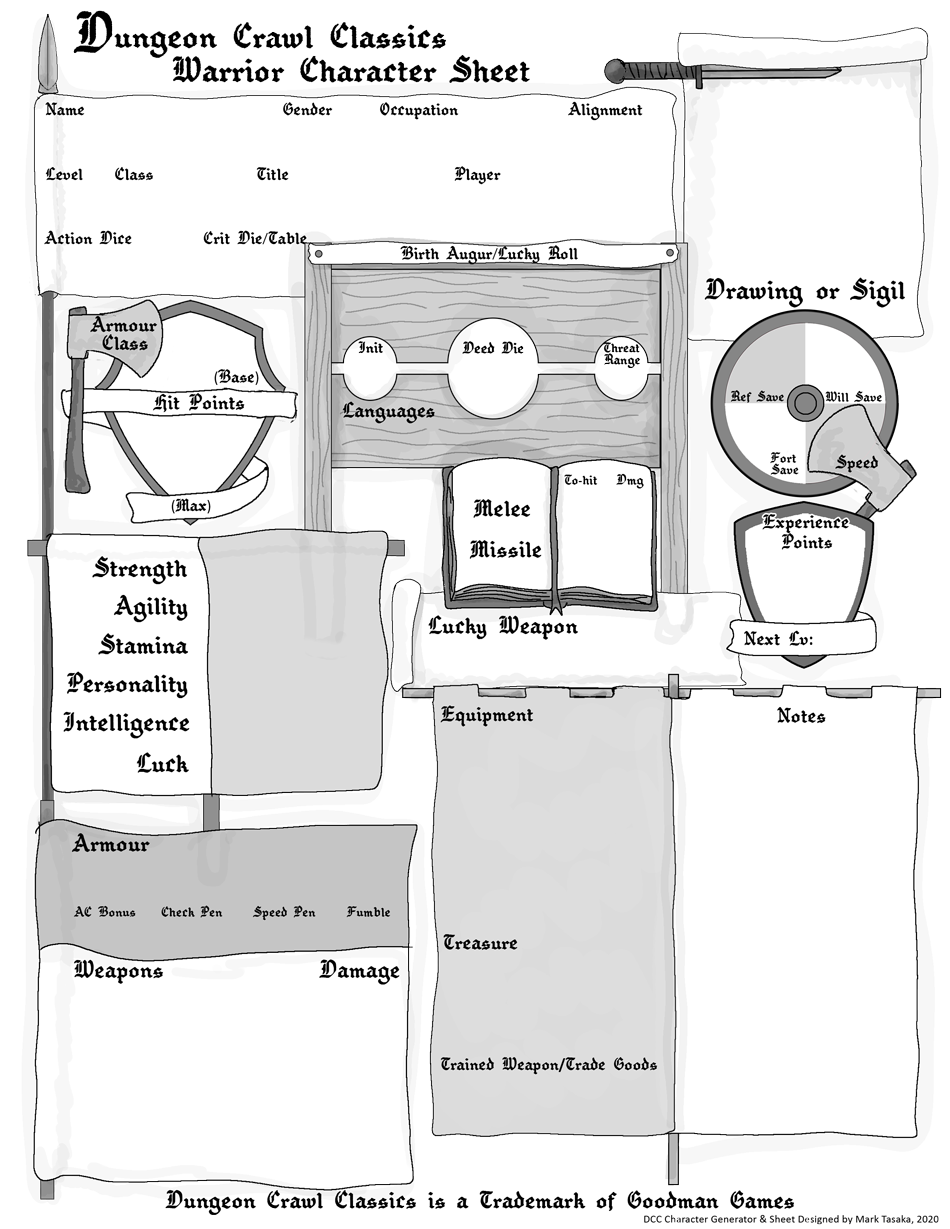 Dungeon Crawl Classics
Warrior Character Sheet
Name Gender Occupation Alignment
Level Class Title Player
Action Dice Crit Die/Table
Birth Augur/Lucky Roll
Drawing or Sigil
Armour
Class
(Base)
Hit Points
(Max)
Init
Deed Die
Threat
Range
Languages
Ref Save Will Save
Fort
Save
Speed
To-hit Dmg
Melee
Missile
Experience
Points
Next Lv:
Strength
Agility
Stamina
Personality
Intelligence
Luck
Lucky Weapon
Equipment
Notes
Armour
AC Bonus Check Pen Speed Pen Fumble
Weapons Damage
Treasure
Trained Weapon/Trade Goods
Dungeon Crawl Classics is a Trademark of Goodman Games
DCC Character Generator & Sheet Designed by Mark Tasaka, 2020